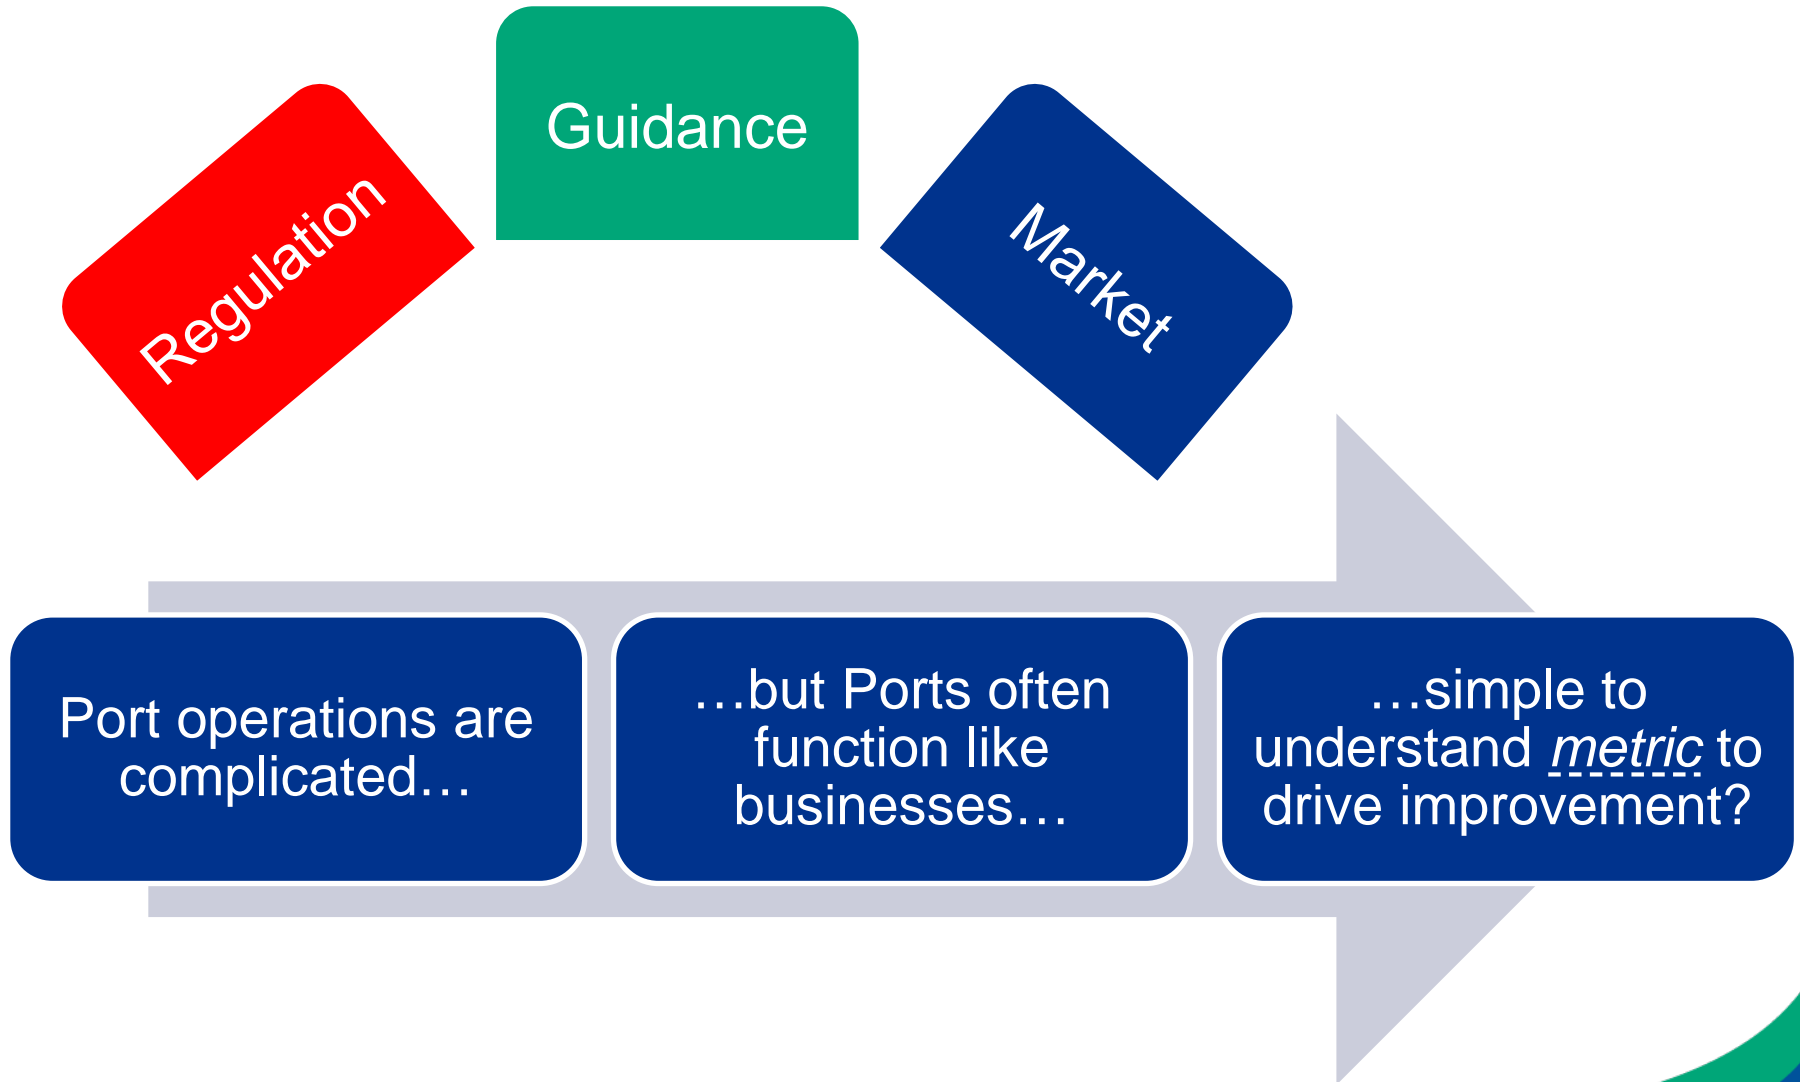 Regulation
Guidance
Market
Port operations are
complicated…
…but Ports often
function like
businesses…
…simple to
understand metric to
drive improvement?